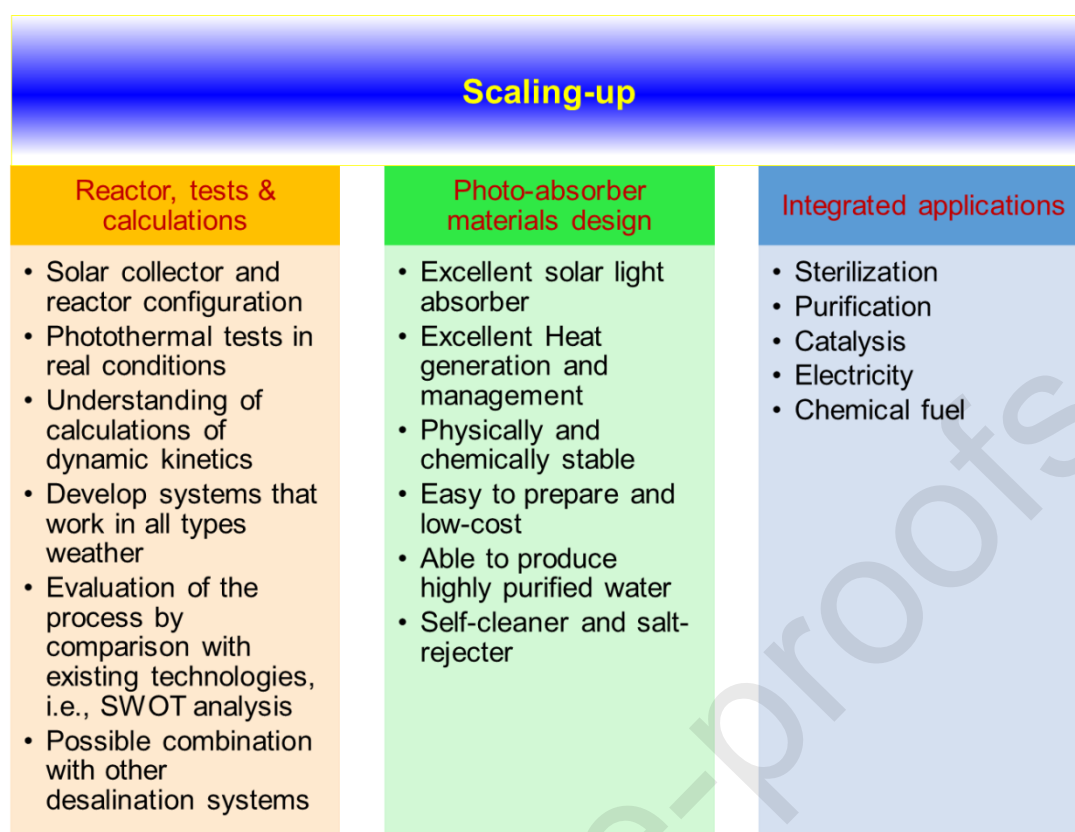 Scaling-up
Reactor, tests &
calculations
• Solar collector and
reactor configuration
• Photothermal tests in
real conditions
• Understanding of
calculations of
dynamic kinetics
• Develop systems that
work in all types
weather
• Evaluation of the
process by
comparison with
existing technologies,
i.e., SWOT analysis
• Possible combination
with other
desalination systems
Photo-absorber
materials design
• Excellent solar light
absorber
• Excellent Heat
generation and
management
• Physically and
chemically stable
• Easy to prepare and
low-cost
• Able to produce
highly purified water
• Self-cleaner and salt-
rejecter
Integrated applications
• Sterilization
• Purification
• Catalysis
• Electricity
• Chemical fuel
e-proofs